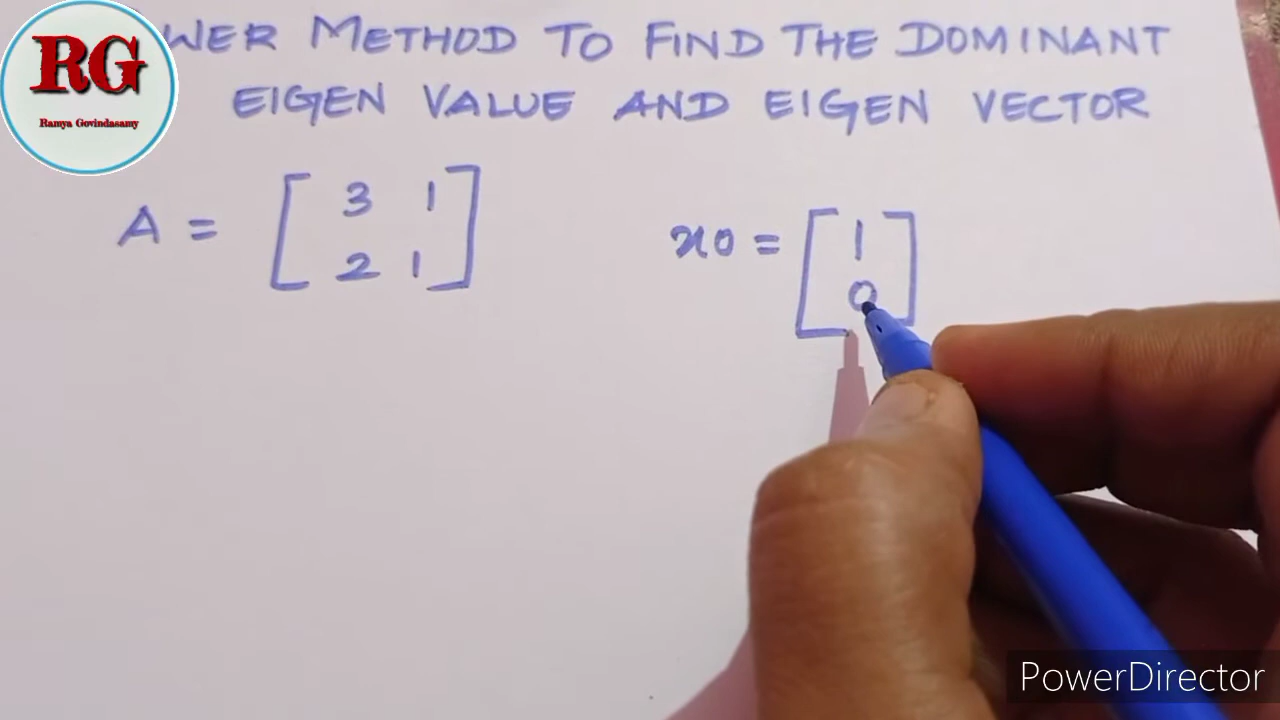 RG
Ramya Govindasamy
WER METHOD TO FIND THE DOMINANT
EIGEN VALUE AND EIGEN VECTOR
A = [ 3 1
2 1 ]
x0 = [ 1
0 ]
PowerDirector